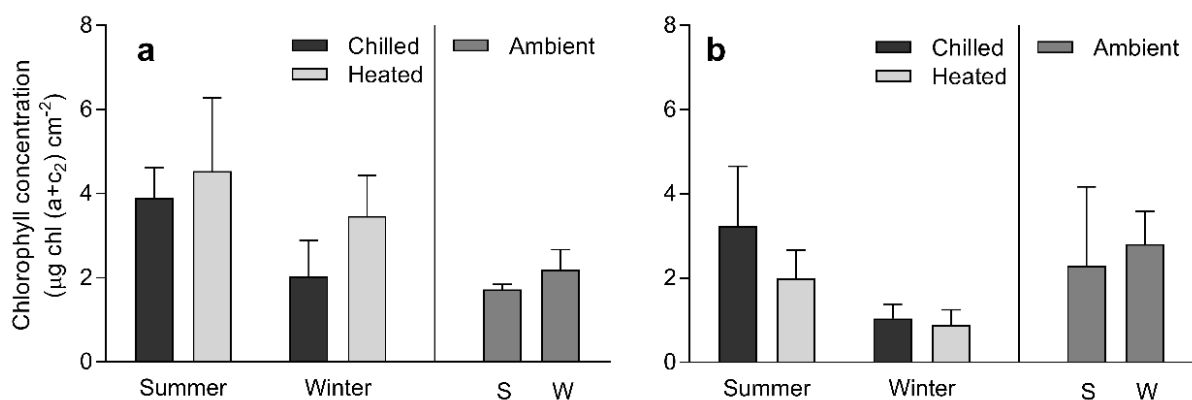 Chlorophyll concentration
(µg chl (a+c₂) cm⁻²)
8
6
4
2
0
a
Chilled
Heated
Ambient
Summer
Winter
S
W
8
6
4
2
0
b
Chilled
Heated
Ambient
Summer
Winter
S
W